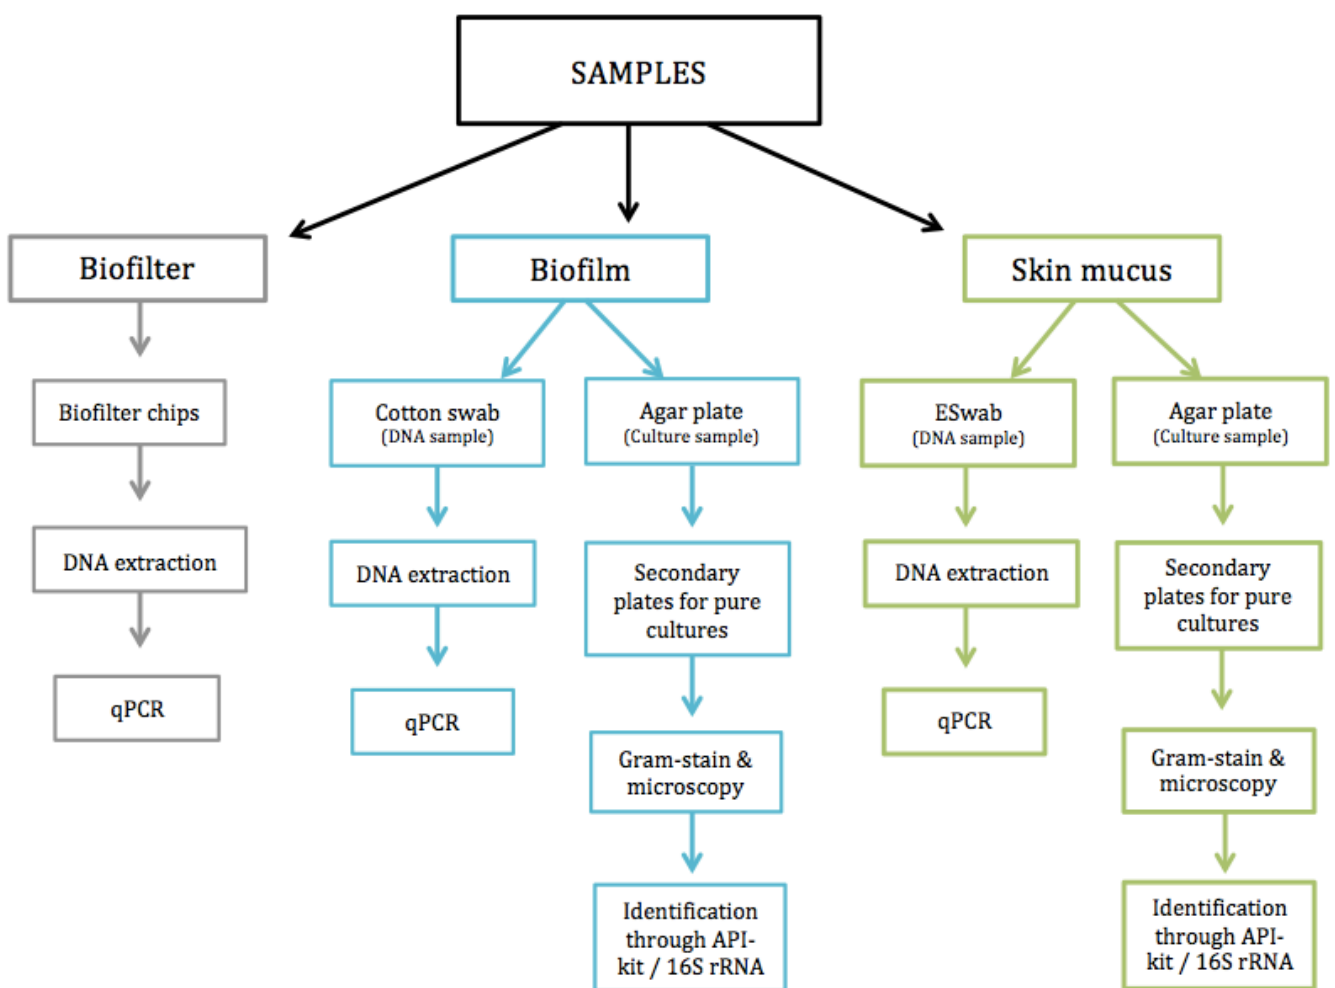 SAMPLES
Biofilter
Biofilm
Skin mucus
Biofilter chips
Cotton swab
(DNA sample)
Agar plate
(Culture sample)
ESwab
(DNA sample)
Agar plate
(Culture sample)
DNA extraction
DNA extraction
Secondary
plates for pure
cultures
DNA extraction
Secondary
plates for pure
cultures
qPCR
qPCR
Gram-stain &
microscopy
qPCR
Gram-stain &
microscopy
Identification
through API-
kit / 16S rRNA
Identification
through API-
kit / 16S rRNA